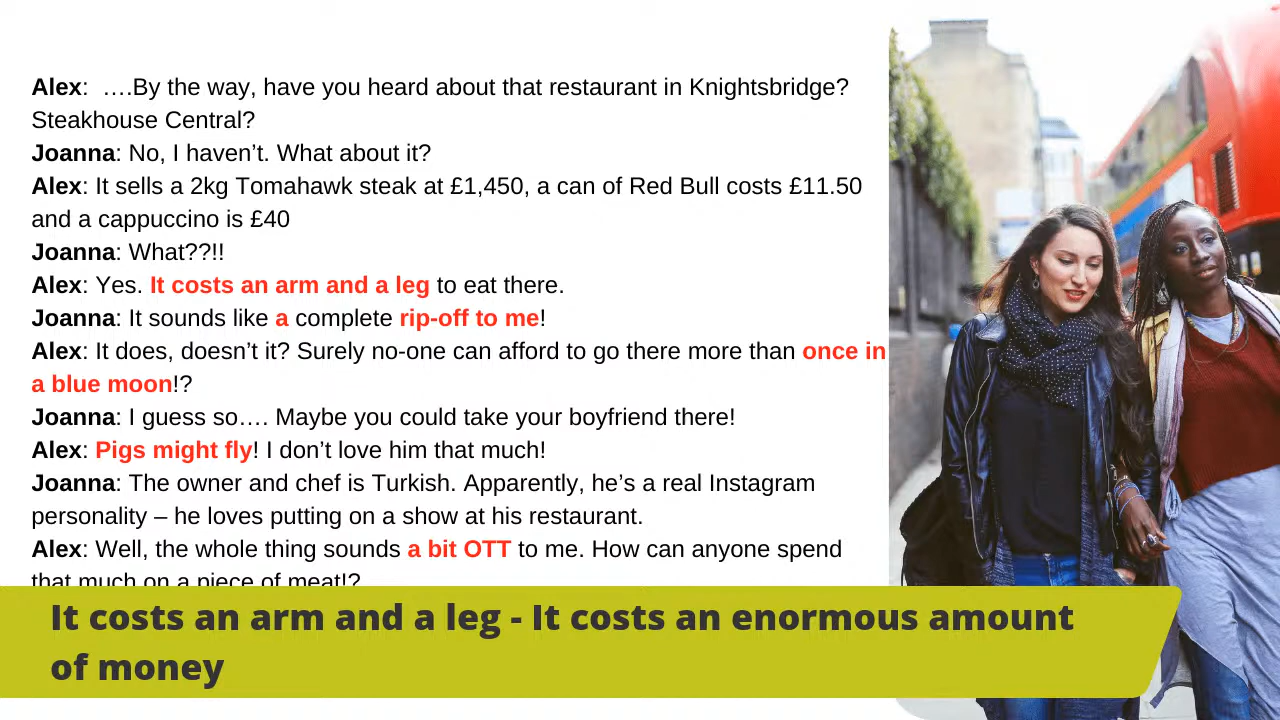 Alex:  ….By the way, have you heard about that restaurant in Knightsbridge?
Steakhouse Central?
Joanna: No, I haven’t. What about it?
Alex: It sells a 2kg Tomahawk steak at £1,450, a can of Red Bull costs £11.50
and a cappuccino is £40
Joanna: What??!!
Alex: Yes. It costs an arm and a leg to eat there.
Joanna: It sounds like a complete rip-off to me!
Alex: It does, doesn’t it? Surely no-one can afford to go there more than once in
a blue moon!?
Joanna: I guess so…. Maybe you could take your boyfriend there!
Alex: Pigs might fly! I don’t love him that much!
Joanna: The owner and chef is Turkish. Apparently, he’s a real Instagram
personality – he loves putting on a show at his restaurant.
Alex: Well, the whole thing sounds a bit OTT to me. How can anyone spend
that much on a piece of meat!?
It costs an arm and a leg - It costs an enormous amount
of money